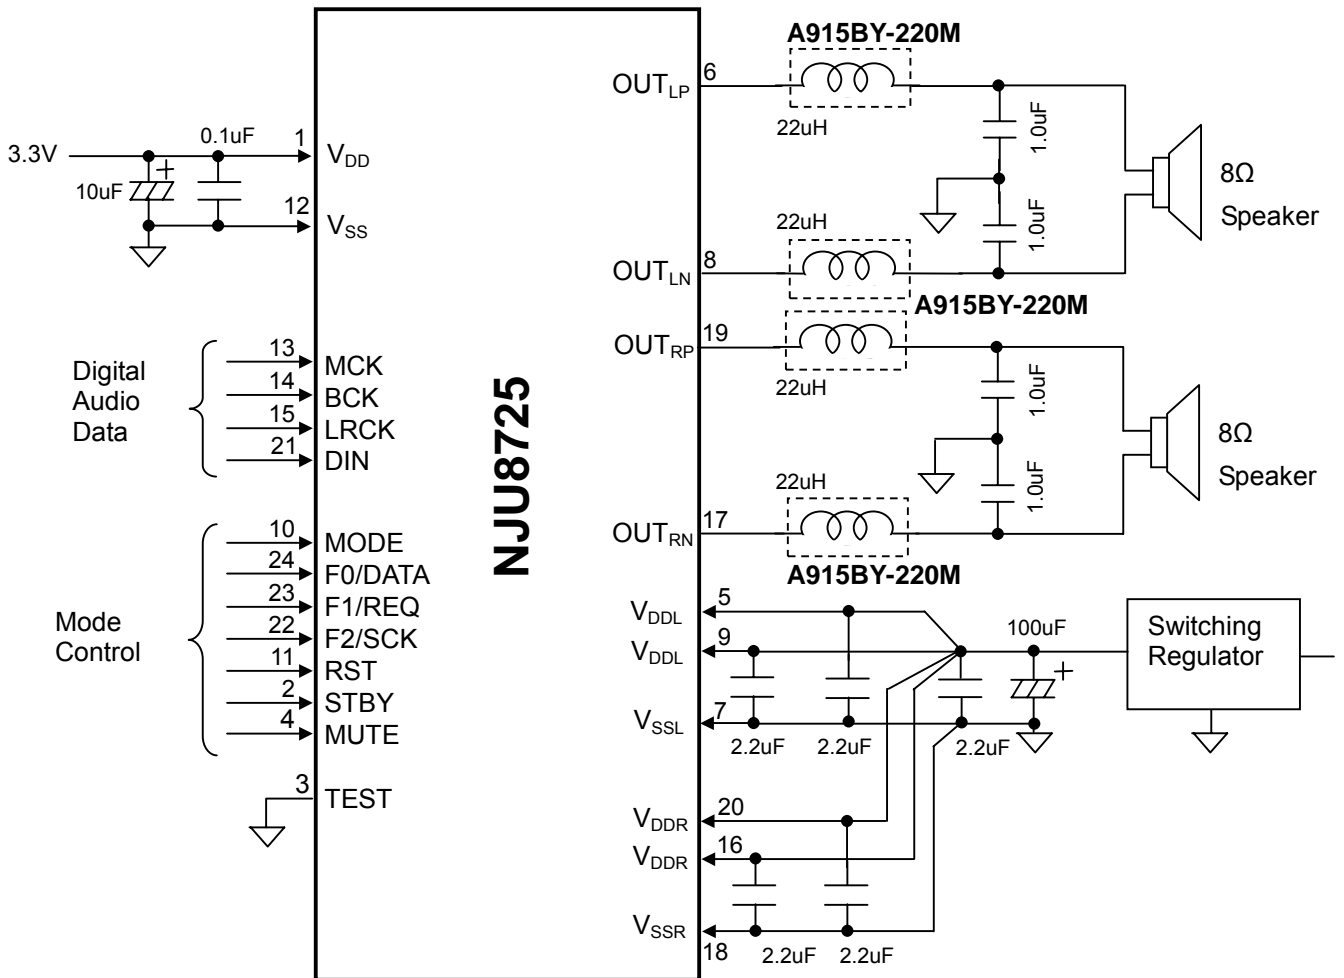 A915BY-220M
6
OUTLP
22uH
1.0uF
0.1uF
1
3.3V
VDD
10uF
12
VSS
8Ω
Speaker
22uH
1.0uF
8
OUTLN
A915BY-220M
19
OUTRP
22uH
1.0uF
Digital
Audio
Data
13
MCK
14
BCK
15
LRCK
21
DIN
NJU8725
8Ω
Speaker
22uH
1.0uF
17
OUTRN
A915BY-220M
Mode
Control
10
MODE
24
F0/DATA
23
F1/REQ
22
F2/SCK
11
RST
2
STBY
4
MUTE
3
TEST
5
VDDL
9
VDDL
100uF
+
Switching
Regulator
7
VSSL
2.2uF
2.2uF
2.2uF
20
VDDR
16
VDDR
VSSR
18
2.2uF
2.2uF
+